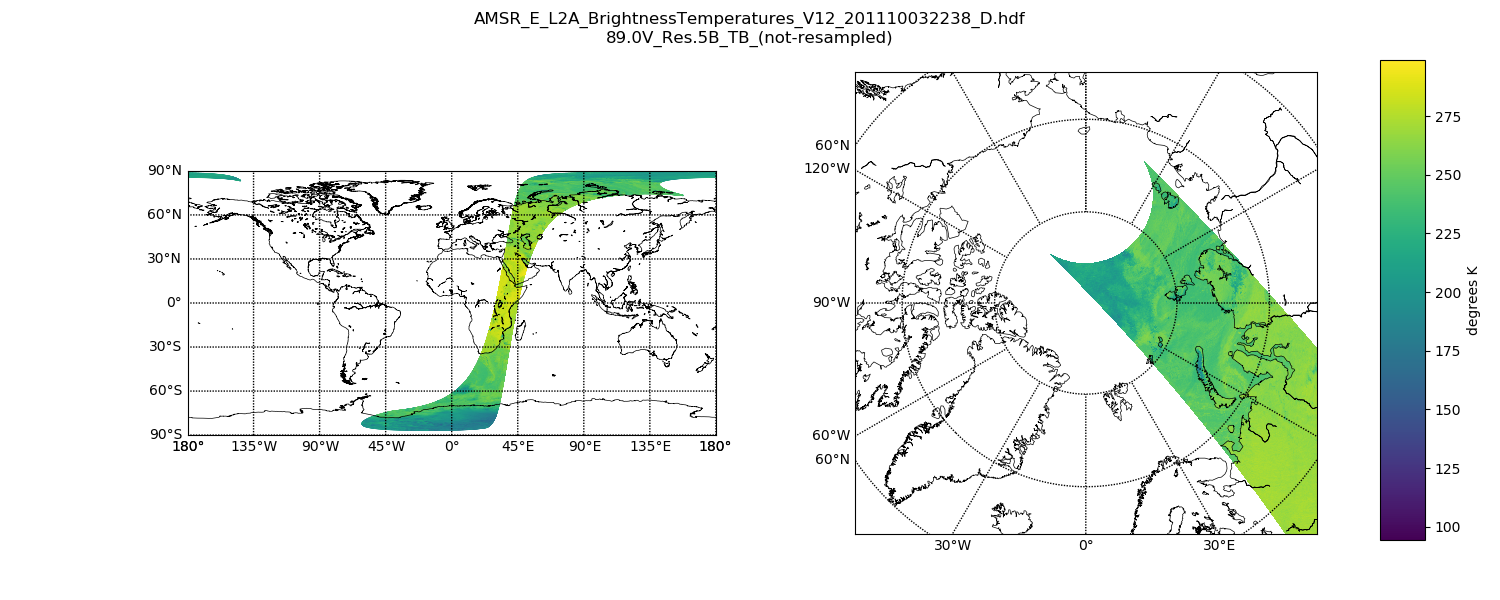 AMSR_E_L2A_BrightnessTemperatures_V12_201110032238_D.hdf
89.0V_Res.5B_TB_(not-resampled)
90°N
60°N
30°N
0°
30°S
60°S
90°S
180° 135°W 90°W 45°W 0° 45°E 90°E 135°E 180°
60°N
120°W
90°W
60°W
60°N
30°W 0° 30°E
275
250
225
200
175
150
125
100
degrees K